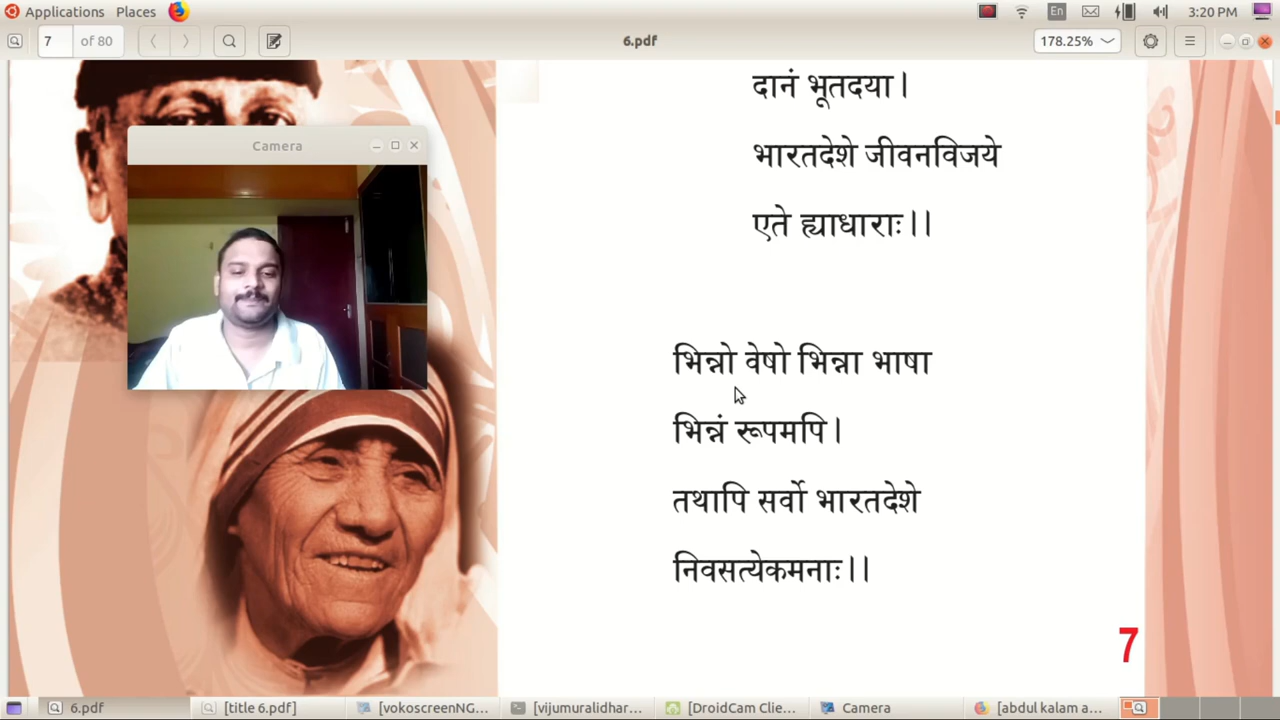 Applications Places En 3:20 PM
7 of 80 6.pdf 178.25%
दानं भूतदया।
Camera
भारतदेशे जीवनविजये
एते ह्याधाराः।।
भिन्नो वेषो भिन्ना भाषा
भिन्नं रूपमपि।
तथापि सर्वो भारतदेशे
निवसत्येकमनाः।।
7
6.pdf [title 6.pdf] [vokoscreenNG... [vijumuralidhar... [DroidCam Clie... Camera [abdul kalam a...